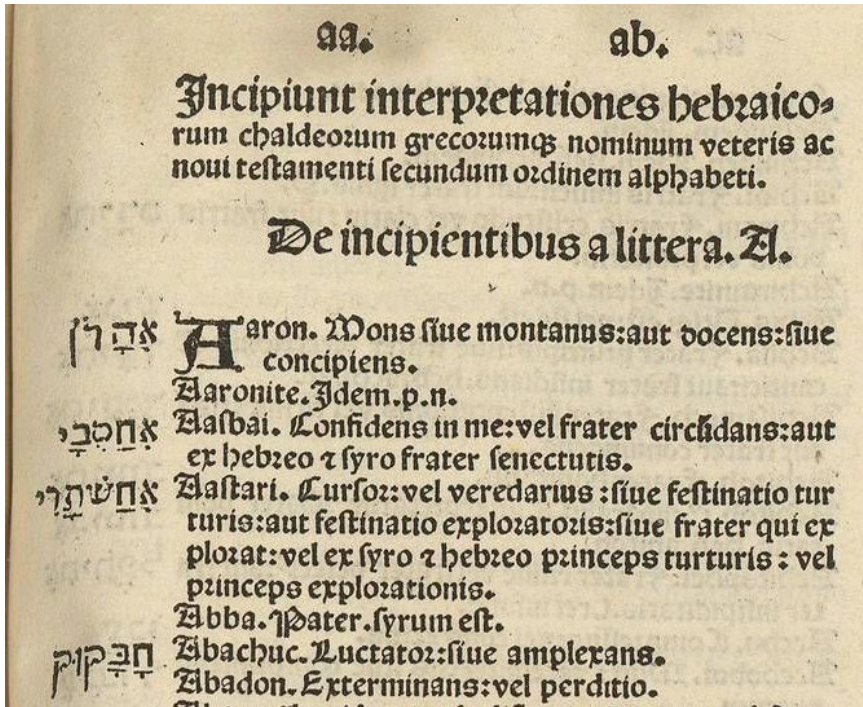 aa. ab.
Incipiunt interpretationes hebraico⸗
rum chaldeorum grecorumqꝫ nominum veteris ac
noui testamenti secundum ordinem alphabeti.
De incipientibus a littera. A.
אַהֲרֹן Aaron. Mons siue montanus:aut docens:siue
concipiens.
Aaronite. Idem.p.n.
אֲחַסְבָּי Aasbai. Confidens in me:vel frater circũdans:aut
ex hebreo ⁊ syro frater senectutis.
אֲחַשְׁתָּרִי Aastari. Cursor:vel veredarius :siue festinatio tur
turis:aut festinatio exploratoris:siue frater qui ex
plorat:vel ex syro ⁊ hebreo princeps turturis : vel
princeps explorationis.
Abba. Pater.syrum est.
חֲבַקּוּק Abachuc. Luctator:siue amplexans.
Abadon. Exterminans:vel perditio.